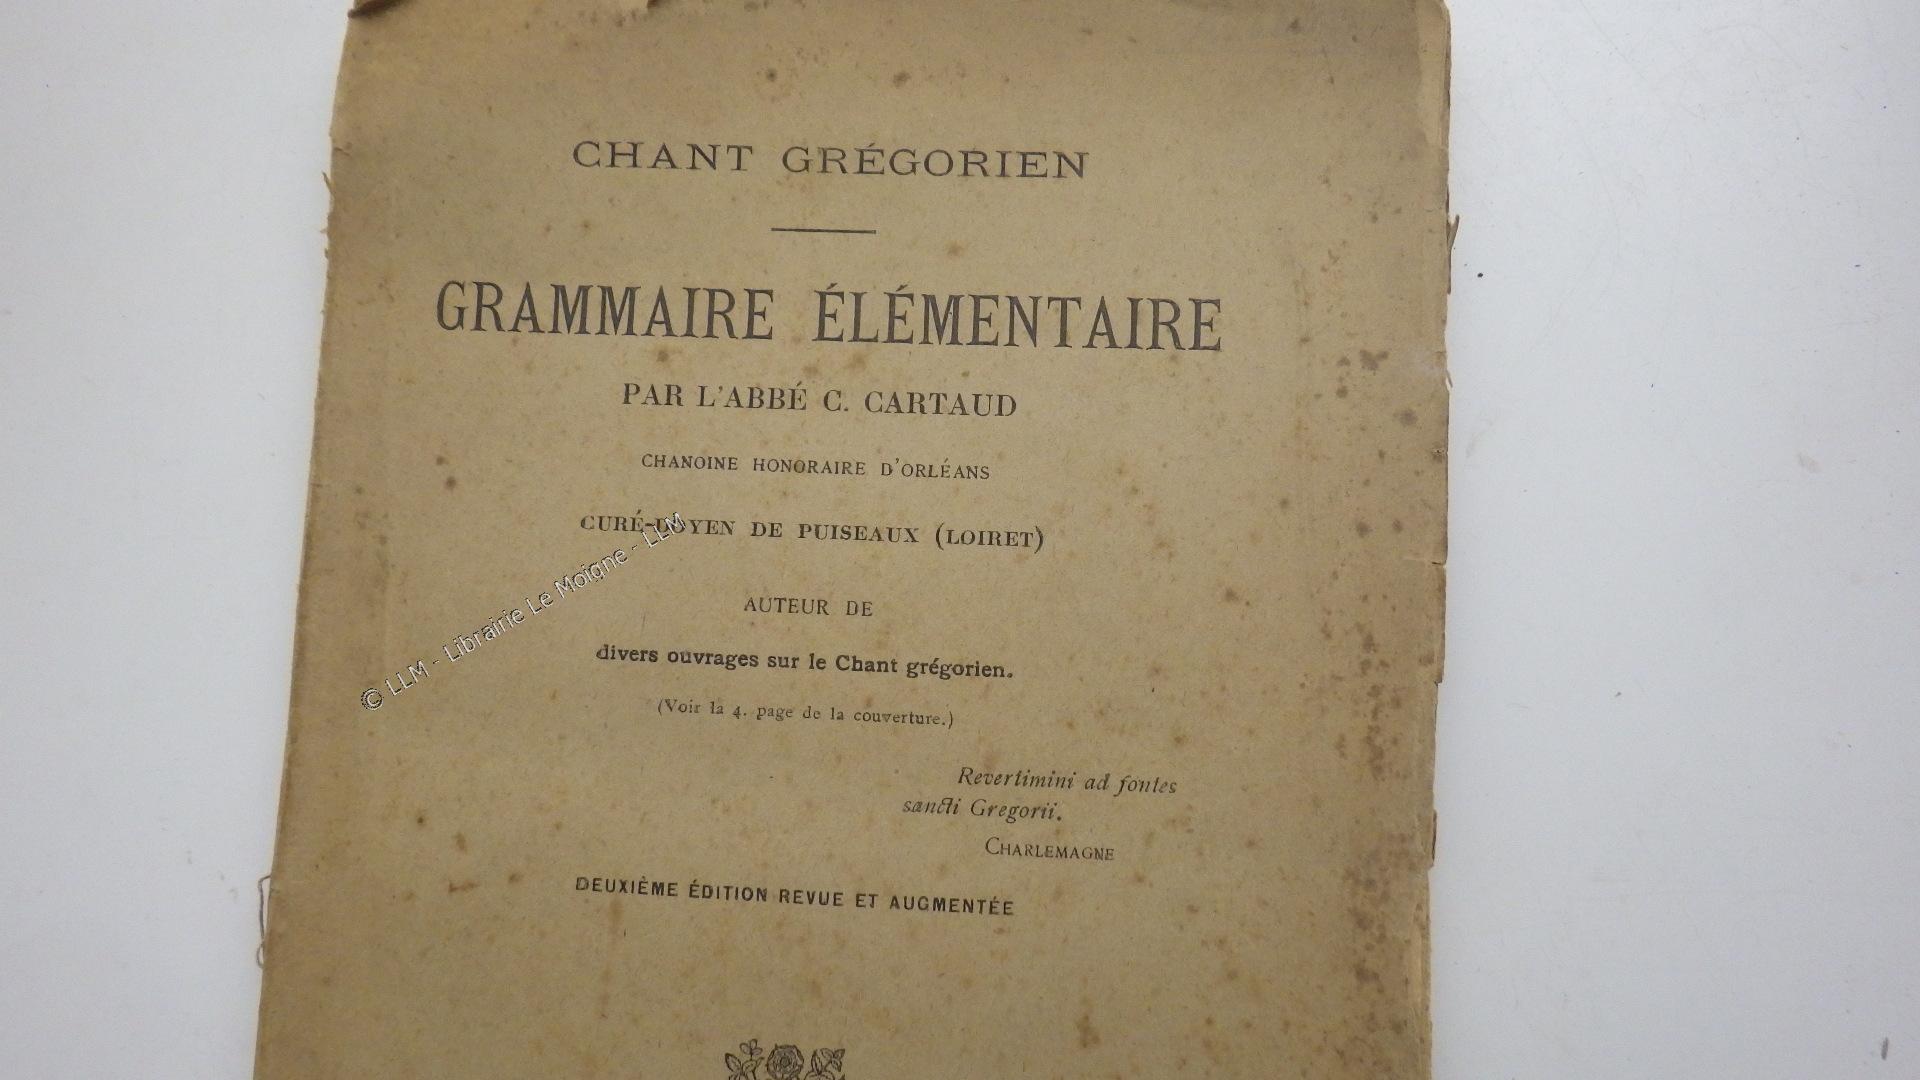 CHANT GRÉGORIEN
GRAMMAIRE ÉLÉMENTAIRE
PAR L'ABBÉ C. CARTAUD
CHANOINE HONORAIRE D'ORLÉANS
CURÉ-DOYEN DE PUISEAUX (LOIRET)
AUTEUR DE
divers ouvrages sur le Chant grégorien.
(Voir la 4. page de la couverture.)
Revertimini ad fontes
sancti Gregorii.
CHARLEMAGNE
DEUXIÈME ÉDITION REVUE ET AUGMENTÉE
© LLM - Librairie Le Moigne - LLM